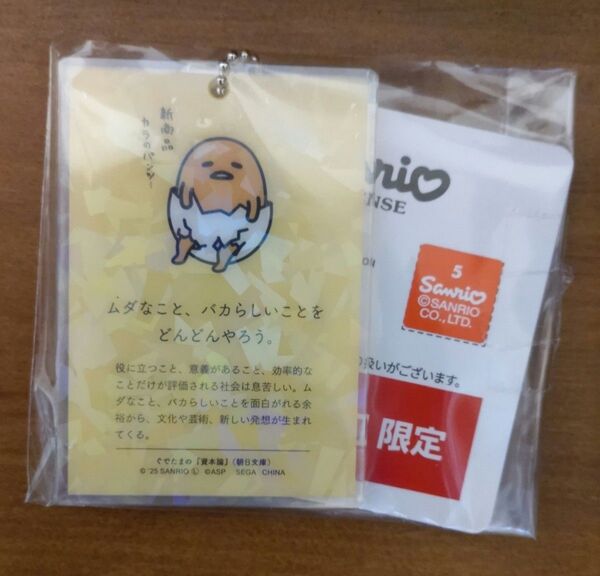 新商品
カラのパンツー
ムダなこと、バカらしいことを
どんどんやろう。
役に立つこと、意義があること、効率的な
ことだけが評価される社会は息苦しい。ム
ダなこと、バカらしいことを面白がれる余
裕から、文化や芸術、新しい発想が生まれ
てくる。
ぐでたまの『資本論』(朝日文庫)
© '25 SANRIO Ⓛ ©ASP SEGA CHINA
rio
ENSE
ON
5
Sanrio
©SANRIO
CO., LTD.
扱いがございます。
限定